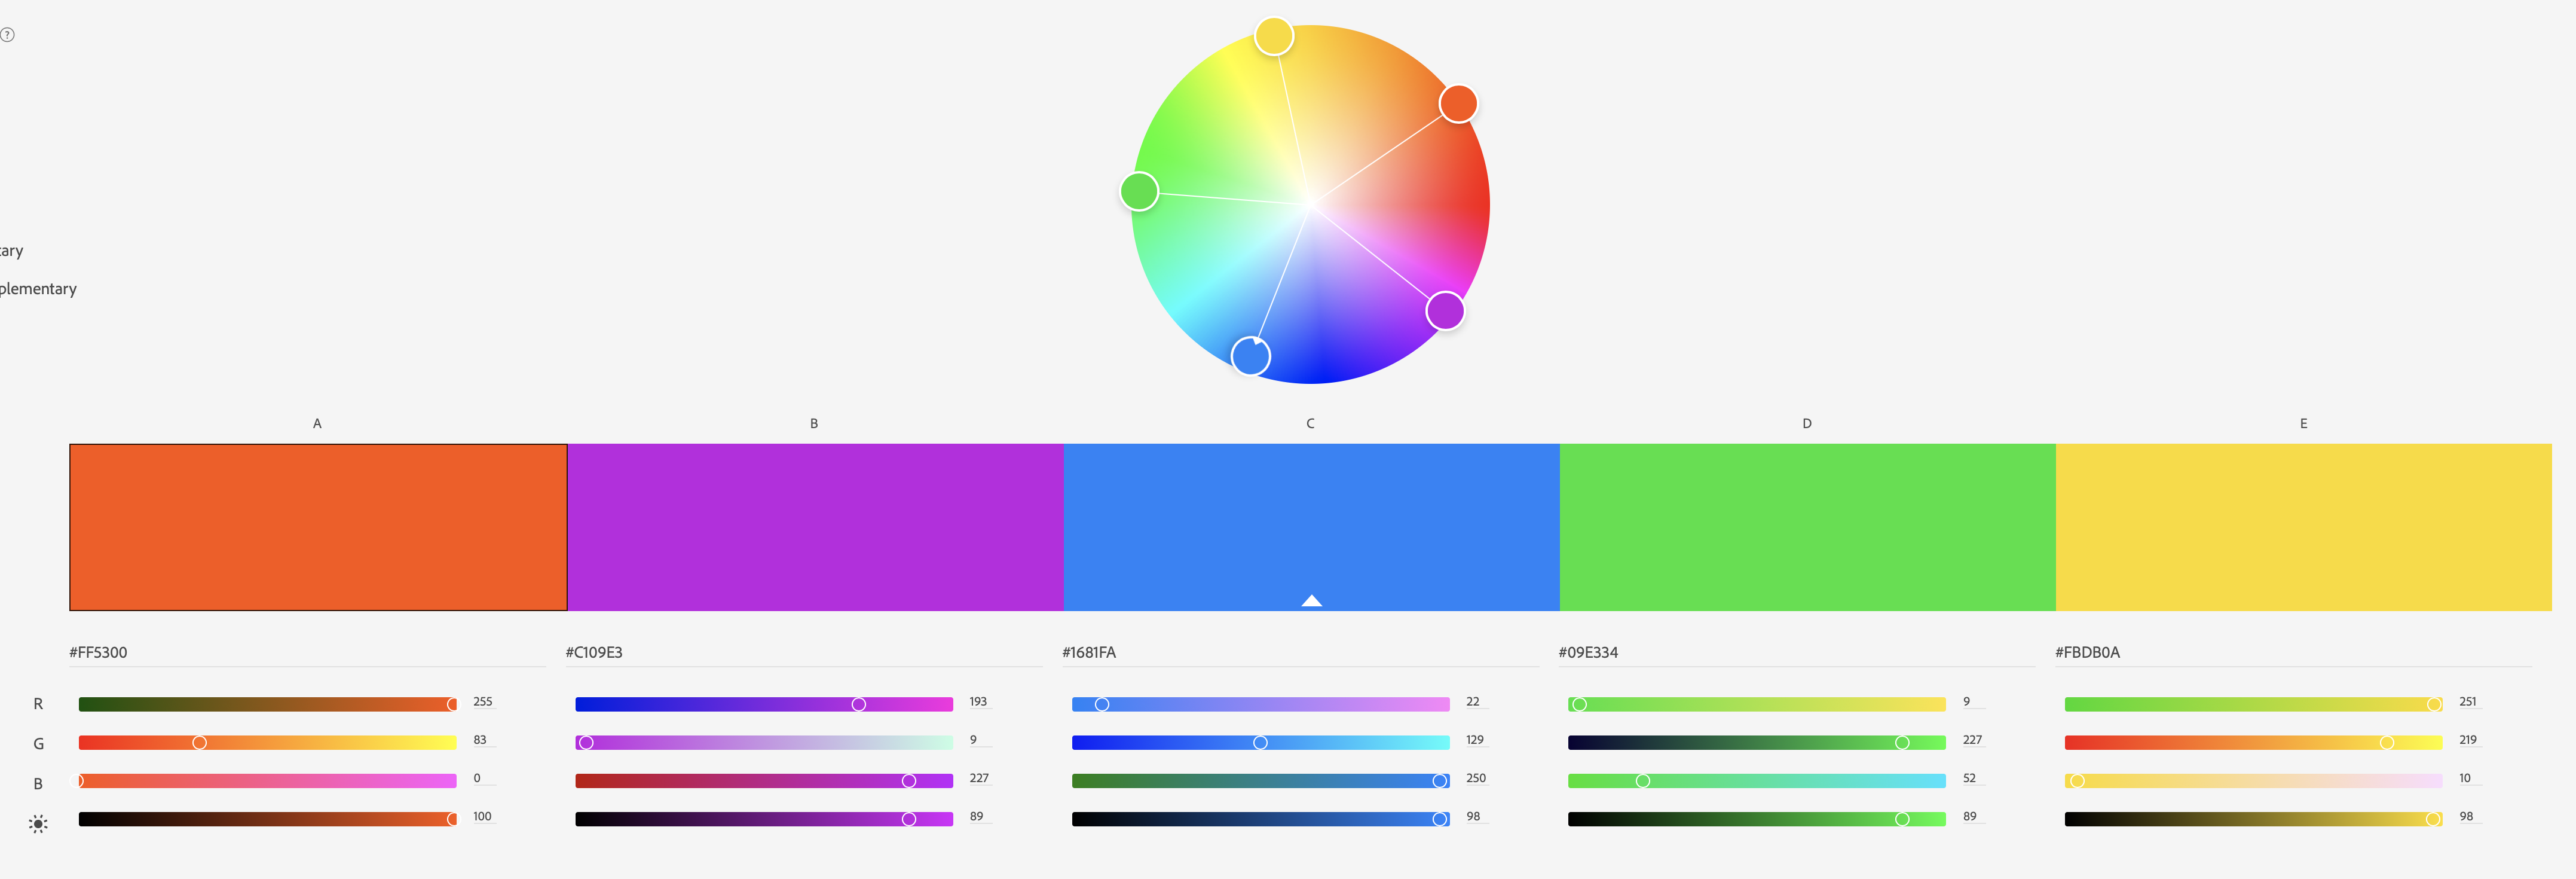 ?
tary
plementary
A B C D E
#FF5300 #C109E3 #1681FA #09E334 #FBDB0A
R 255 193 22 9 251
G 83 9 129 227 219
B 0 227 250 52 10
100 89 98 89 98